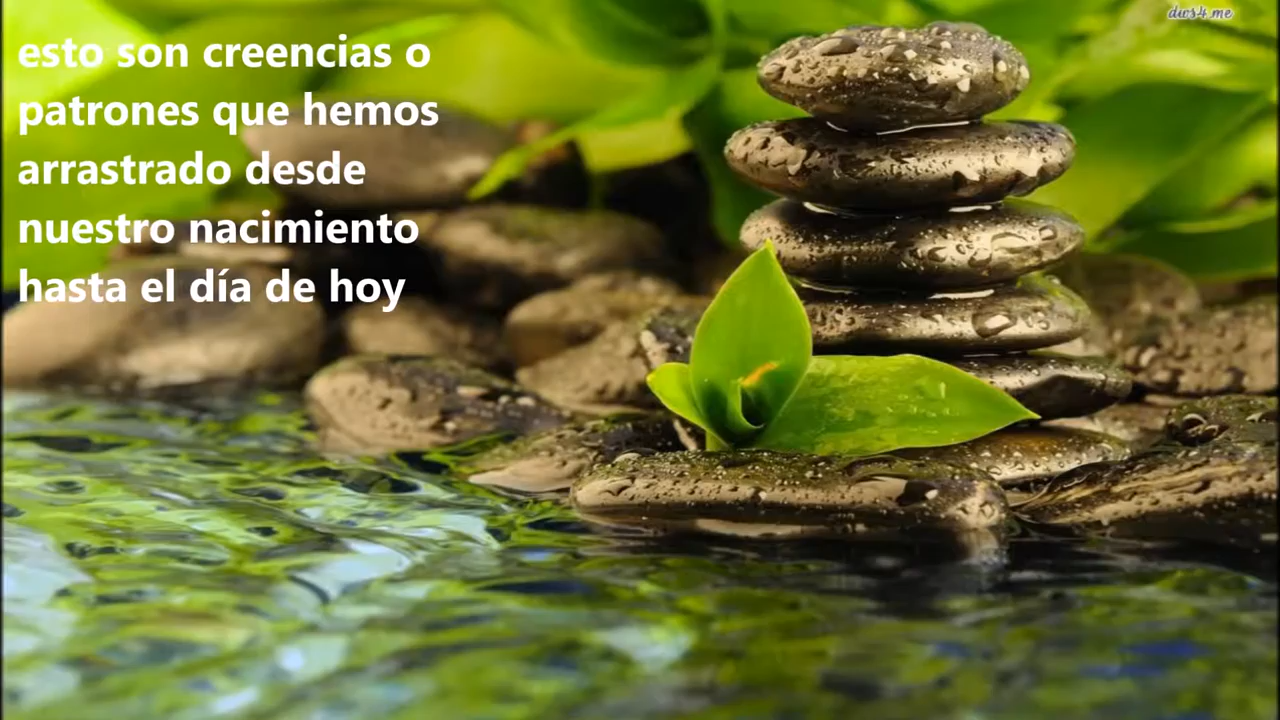 dws4.me
esto son creencias o
patrones que hemos
arrastrado desde
nuestro nacimiento
hasta el día de hoy